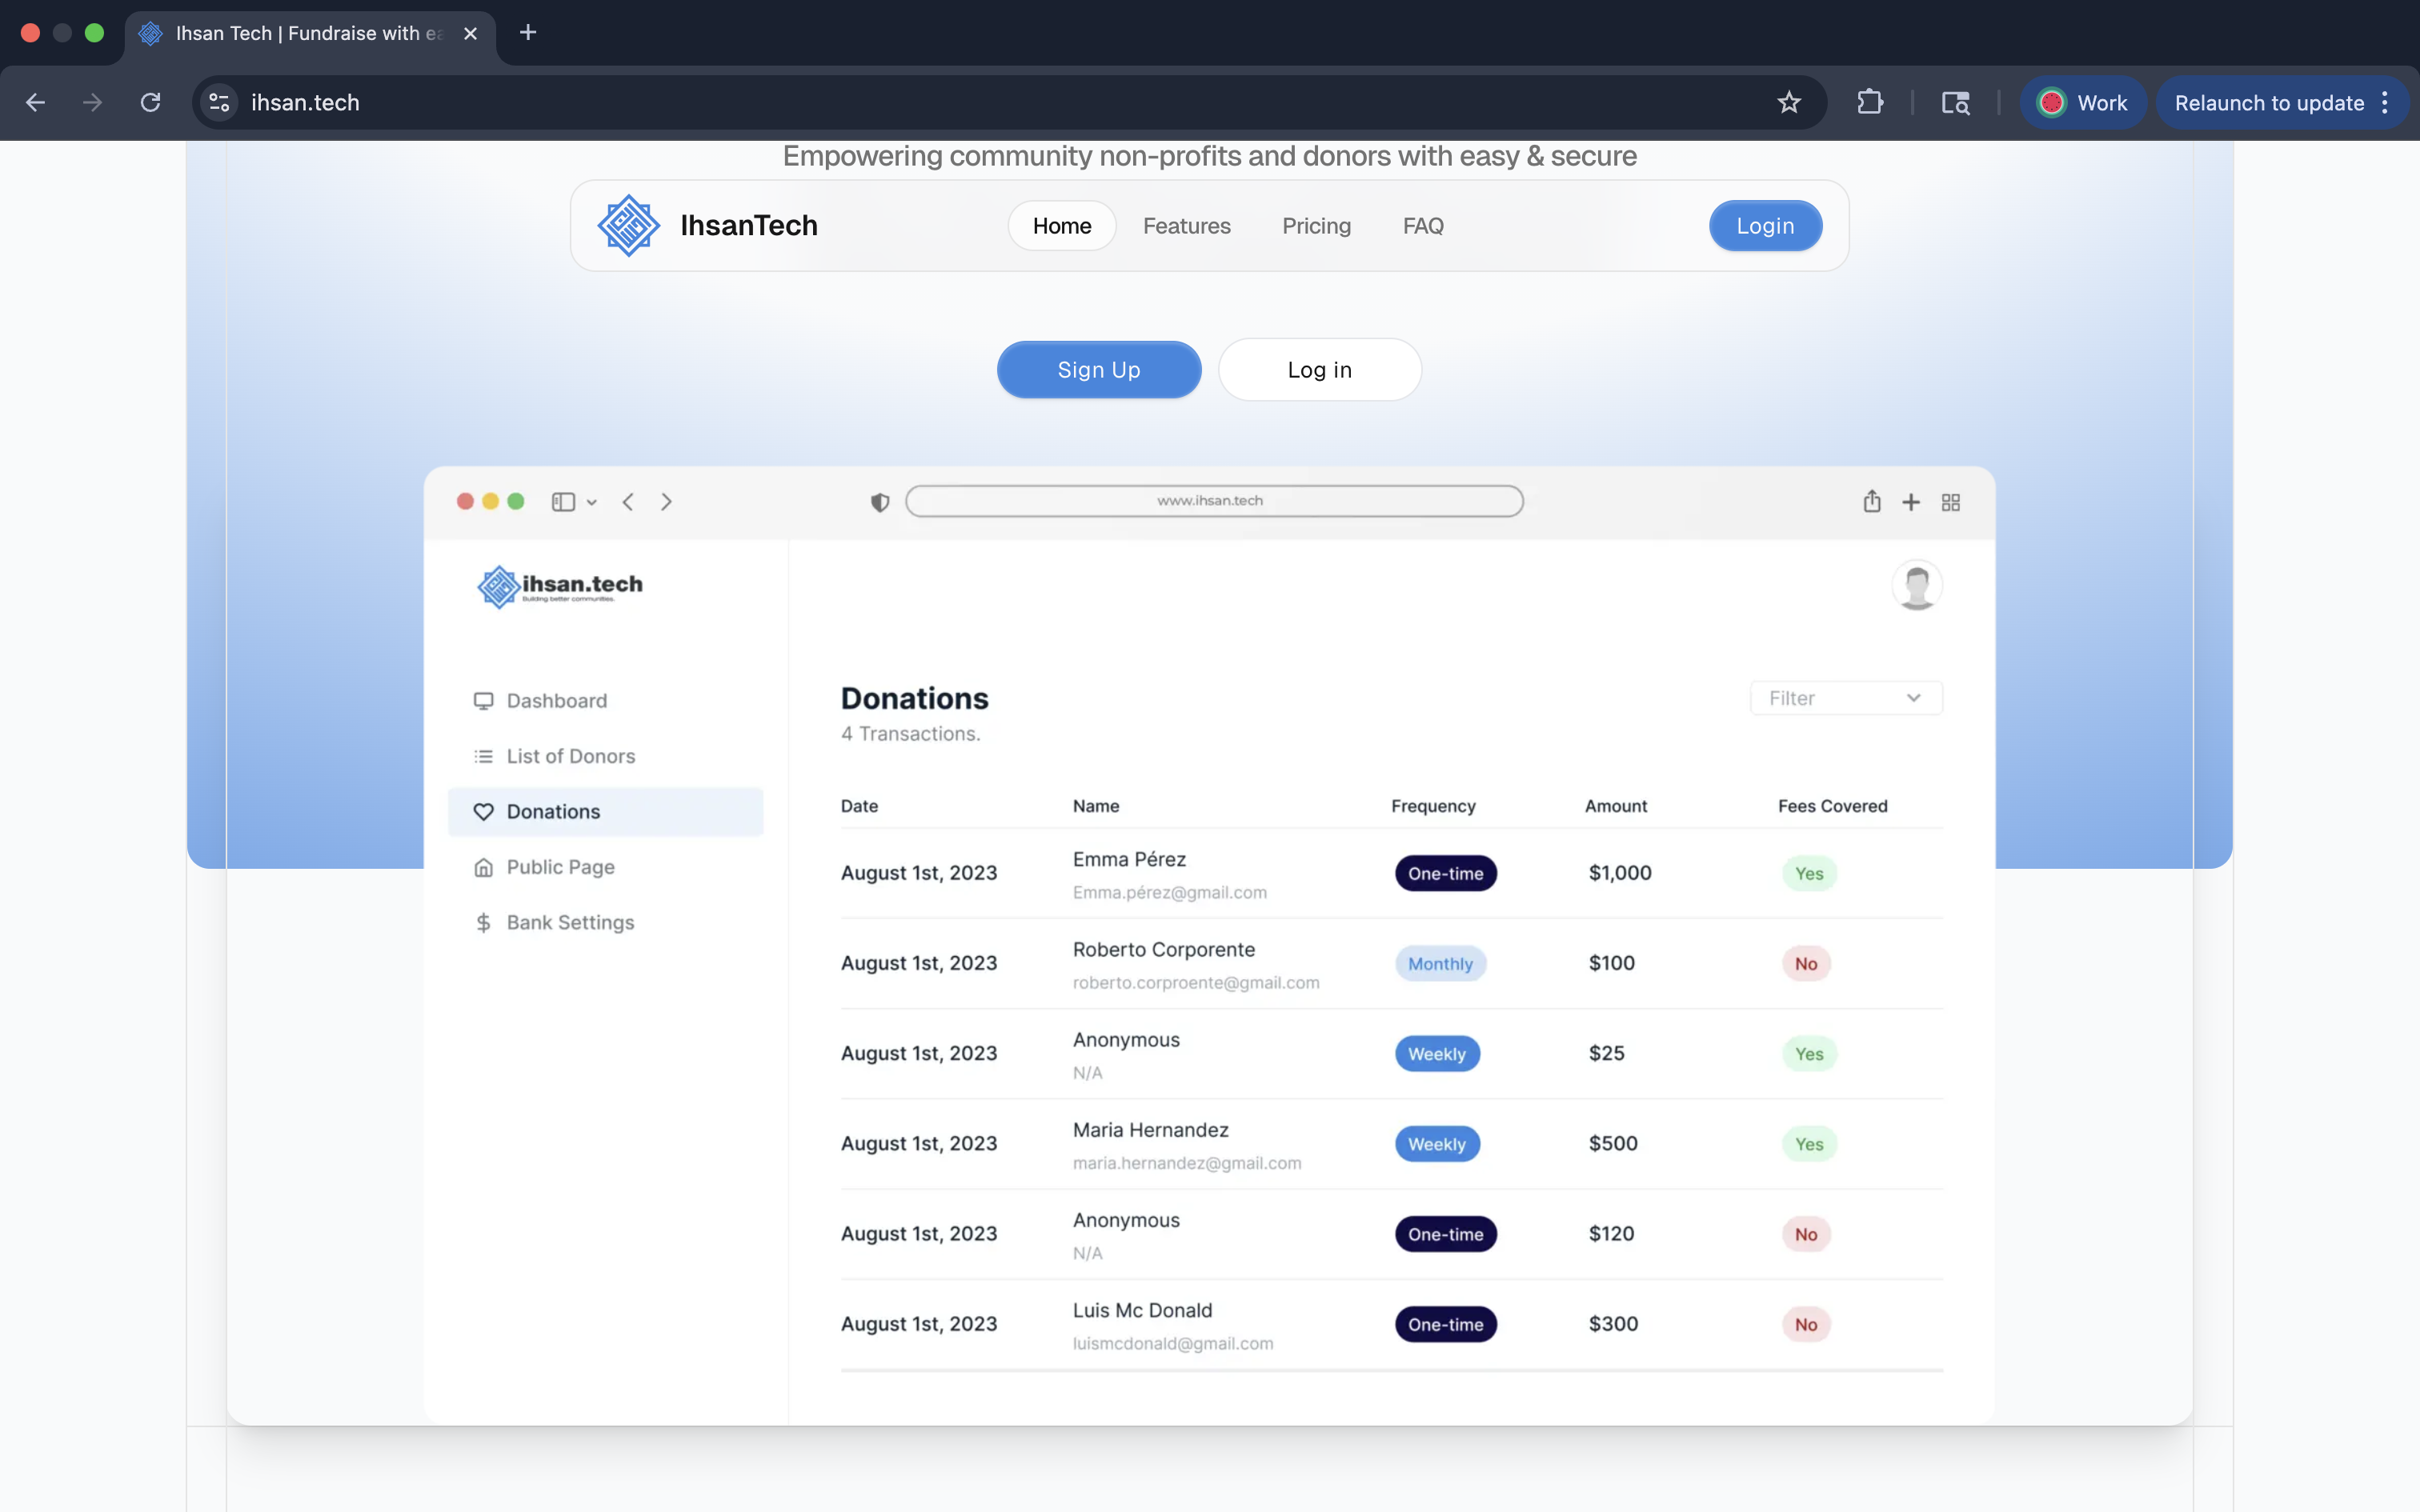 Ihsan Tech | Fundraise with ea
ihsan.tech
Work
Relaunch to update
Empowering community non-profits and donors with easy & secure
IhsanTech
Home
Features
Pricing
FAQ
Login
Sign Up
Log in
www.ihsan.tech
ihsan.tech
Building better communities.
Dashboard
List of Donors
Donations
Public Page
Bank Settings
Donations
4 Transactions.
Filter
Date Name Frequency Amount Fees Covered
August 1st, 2023 Emma Pérez One-time $1,000 Yes
Emma.pérez@gmail.com
August 1st, 2023 Roberto Corporente Monthly $100 No
roberto.corproente@gmail.com
August 1st, 2023 Anonymous Weekly $25 Yes
N/A
August 1st, 2023 Maria Hernandez Weekly $500 Yes
maria.hernandez@gmail.com
August 1st, 2023 Anonymous One-time $120 No
N/A
August 1st, 2023 Luis Mc Donald One-time $300 No
luismcdonald@gmail.com